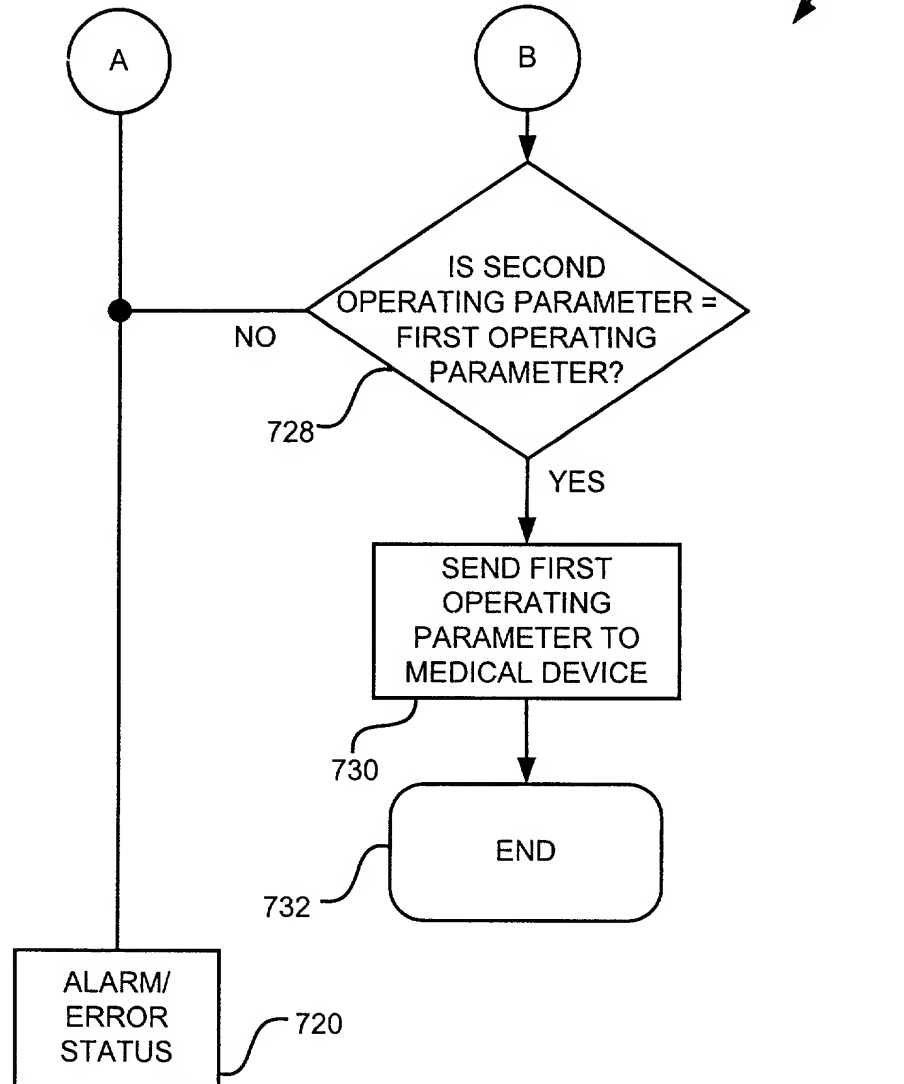 A
B
IS SECOND
OPERATING PARAMETER =
FIRST OPERATING
PARAMETER?
NO
728
YES
SEND FIRST
OPERATING
PARAMETER TO
MEDICAL DEVICE
730
END
732
ALARM/
ERROR
STATUS
720